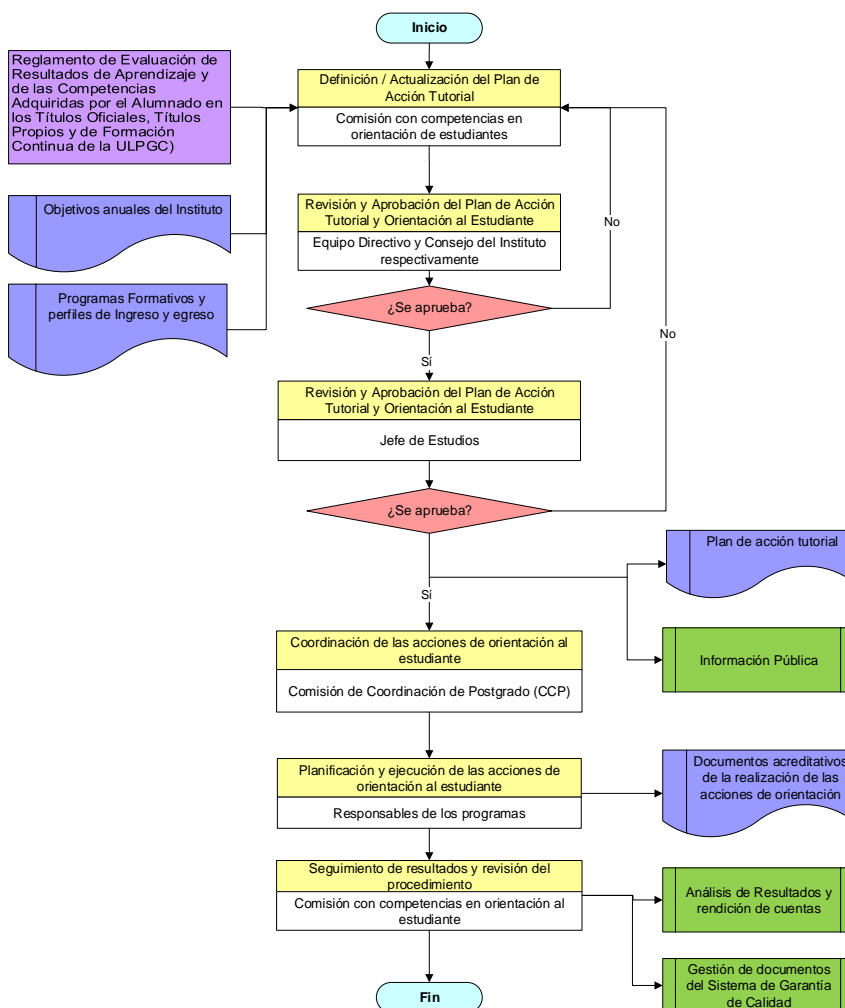 Inicio
Reglamento de Evaluación de
Resultados de Aprendizaje y
de las Competencias
Adquiridas por el Alumnado en
los Títulos Oficiales, Títulos
Propios y de Formación
Continua de la ULPGC)
Definición / Actualización del Plan de
Acción Tutorial
Comisión con competencias en
orientación de estudiantes
Objetivos anuales del Instituto
Revisión y Aprobación del Plan de Acción
Tutorial y Orientación al Estudiante
Equipo Directivo y Consejo del Instituto
respectivamente
No
Programas Formativos y
perfiles de Ingreso y egreso
¿Se aprueba?
No
Sí
Revisión y Aprobación del Plan de Acción
Tutorial y Orientación al Estudiante
Jefe de Estudios
¿Se aprueba?
Plan de acción tutorial
Sí
Coordinación de las acciones de orientación al
estudiante
Comisión de Coordinación de Postgrado (CCP)
Información Pública
Planificación y ejecución de las acciones de
orientación al estudiante
Responsables de los programas
Documentos acreditativos
de la realización de las
acciones de orientación
Seguimiento de resultados y revisión del
procedimiento
Comisión con competencias en orientación al
estudiante
Análisis de Resultados y
rendición de cuentas
Gestión de documentos
del Sistema de Garantía
de Calidad
Fin